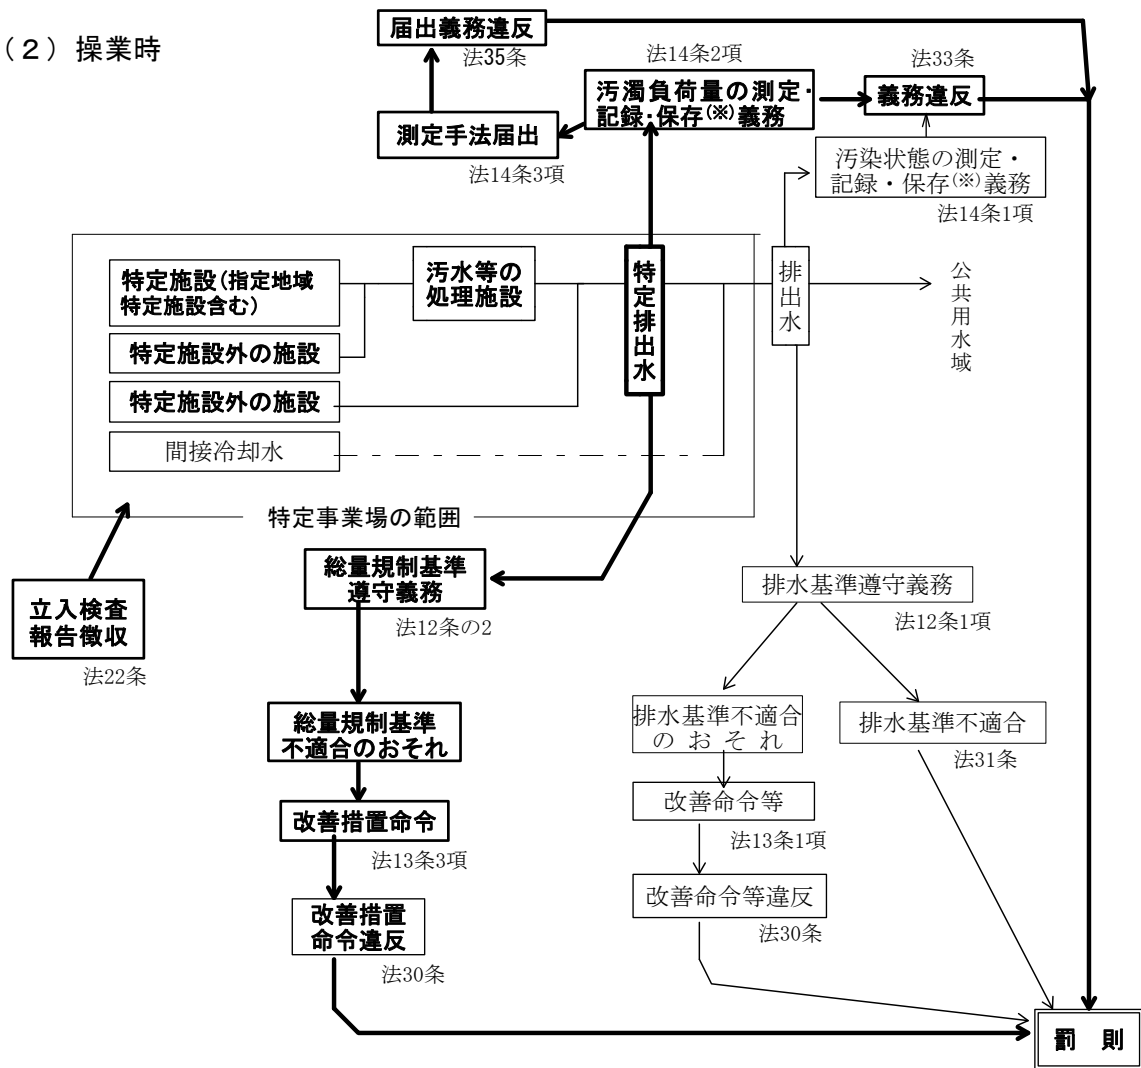 (2)操業時
届出義務違反
法35条
法14条2項
汚濁負荷量の測定・
記録・保存(※)義務
法33条
義務違反
測定手法届出
法14条3項
汚染状態の測定・
記録・保存(※)義務
法14条1項
特定施設(指定地域
特定施設含む)
汚水等の
処理施設
特定排出水
排出水
公共用水域
特定施設外の施設
特定施設外の施設
間接冷却水
特定事業場の範囲
立入検査
報告徴収
法22条
総量規制基準
遵守義務
法12条の2
排水基準遵守義務
法12条1項
総量規制基準
不適合のおそれ
排水基準不適合
のおそれ
排水基準不適合
法31条
改善措置命令
法13条3項
改善命令等
法13条1項
改善措置
命令違反
法30条
改善命令等違反
法30条
罰 則